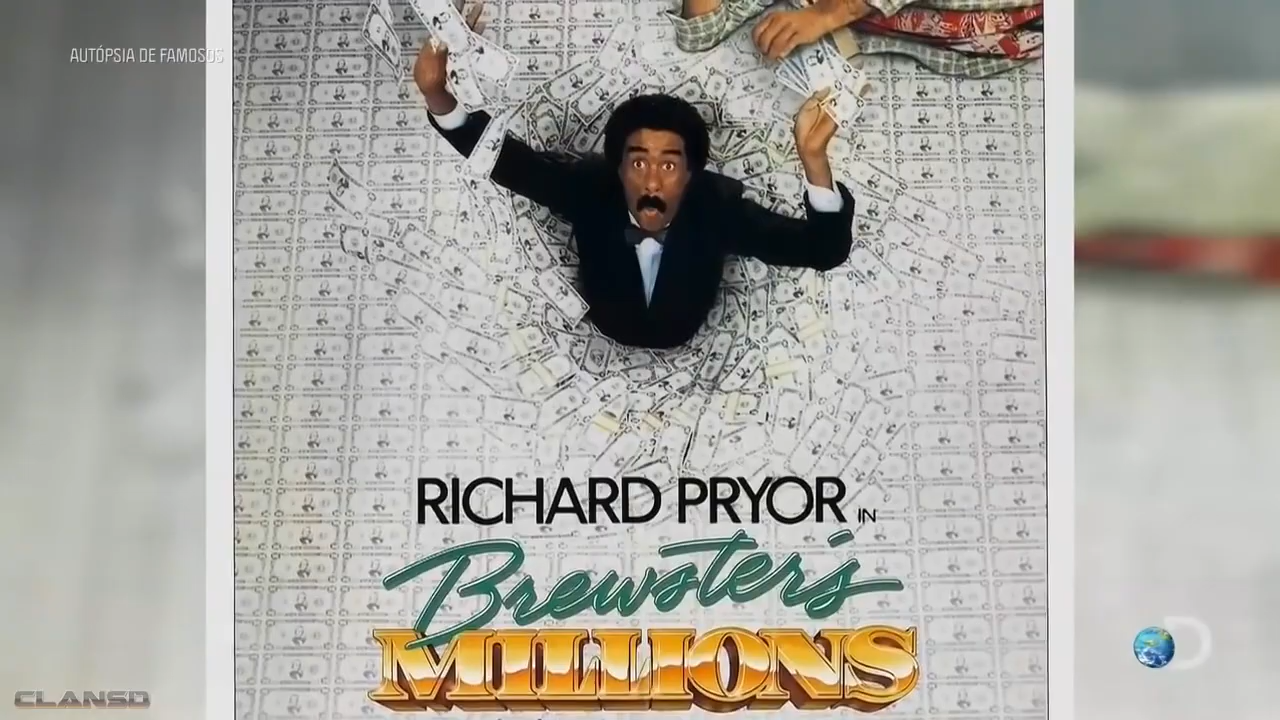 AUTÓPSIA DE FAMOSOS
RICHARD PRYOR IN
Brewster's
MILLIONS
D
CLANSD